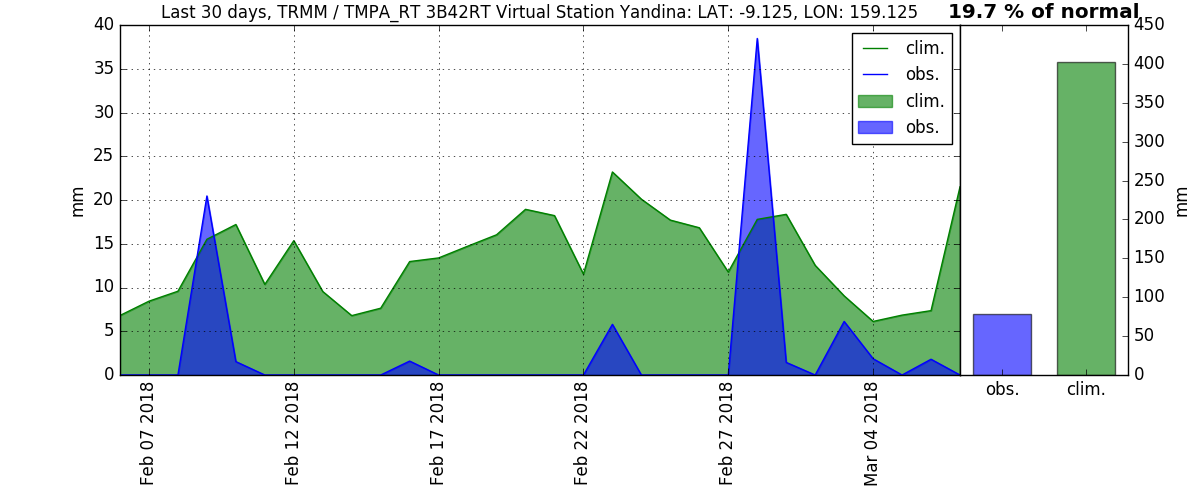 Last 30 days, TRMM / TMPA_RT 3B42RT Virtual Station Yandina: LAT: -9.125, LON: 159.125
19.7 % of normal
40
35
30
25
20
15
10
5
0
mm
clim.
obs.
clim.
obs.
Feb 07 2018
Feb 12 2018
Feb 17 2018
Feb 22 2018
Feb 27 2018
Mar 04 2018
450
400
350
300
250
200
150
100
50
0
mm
obs.
clim.